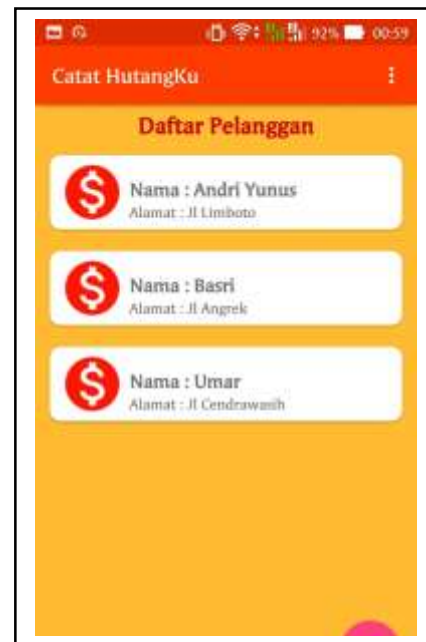 92% 00:59
Catat HutangKu
Daftar Pelanggan
Nama : Andri Yunus
Alamat : Jl Limboto
Nama : Basri
Alamat : Jl Angrek
Nama : Umar
Alamat : Jl Cendrawasih